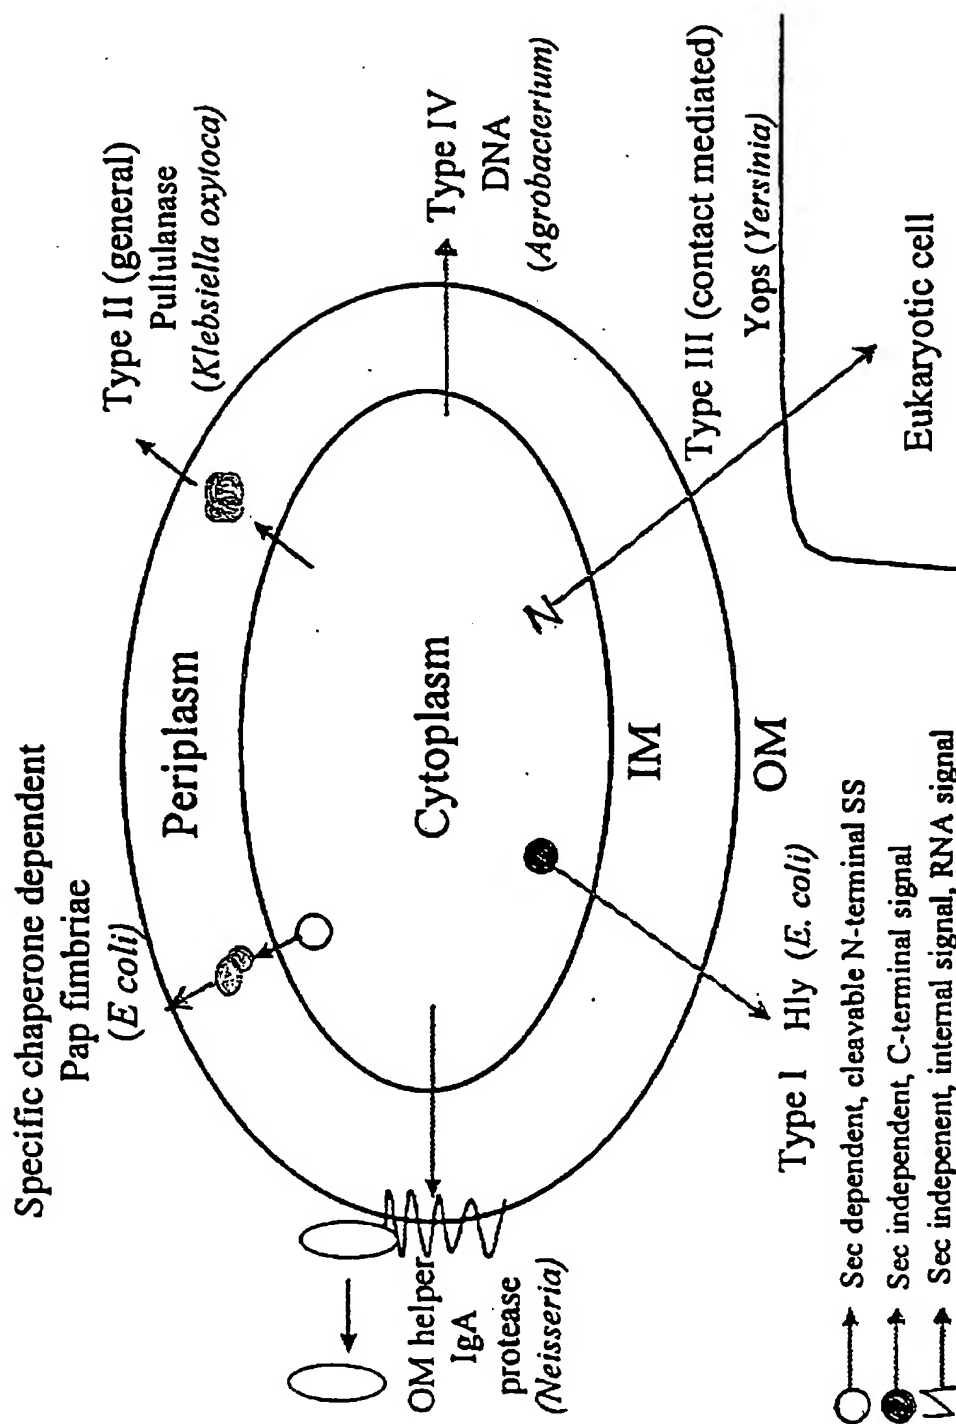 Specific chaperone dependent
Pap fimbriae
(E coli)
Type II (general)
Pullulanase
(Klebsiella oxytoca)
Periplasm
Cytoplasm
Type IV
DNA
(Agrobacterium)
IM
OM
OM helper
IgA
protease
(Neisseria)
Type I Hly (E. coli)
Type III (contact mediated)
Yops (Yersinia)
Eukaryotic cell
Sec dependent, cleavable N-terminal SS
Sec independent, C-terminal signal
Sec indepenent, internal signal, RNA signal